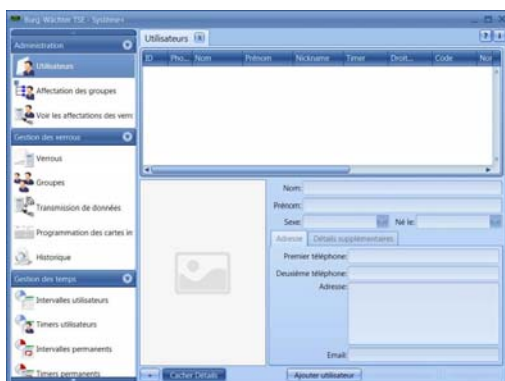 Burg Wächter TSE - Système+
Administration
Utilisateurs
Affectation des groupes
Voir les affectations des verr
Gestion des verrous
Verrous
Groupes
Transmission de données
Programmation des cartes in
Historique
Gestion des temps
Intervalles utilisateurs
Timers utilisateurs
Intervalles permanents
Timers permanents
Utilisateurs
ID Pho... Nom Prénom Nickname Timer Droit... Code Nor
Nom:
Prénom:
Sexe: Né le:
Adresse Détails supplémentaires
Premier téléphone:
Deuxième téléphone:
Adresse:
Email:
Cacher Détails Ajouter utilisateur